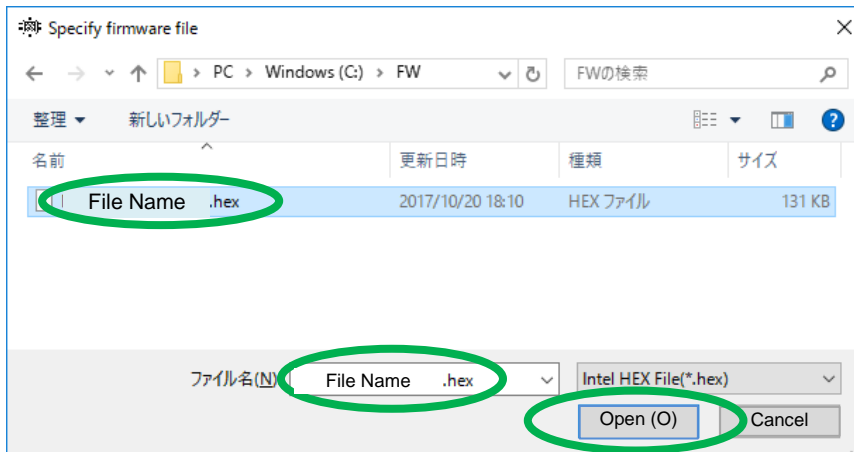 Specify firmware file
PC > Windows (C:) > FW
FWの検索
整理 新しいフォルダー
名前 更新日時 種類 サイズ
File Name .hex 2017/10/20 18:10 HEX ファイル 131 KB
ファイル名(N) File Name .hex Intel HEX File(*.hex)
Open (O) Cancel